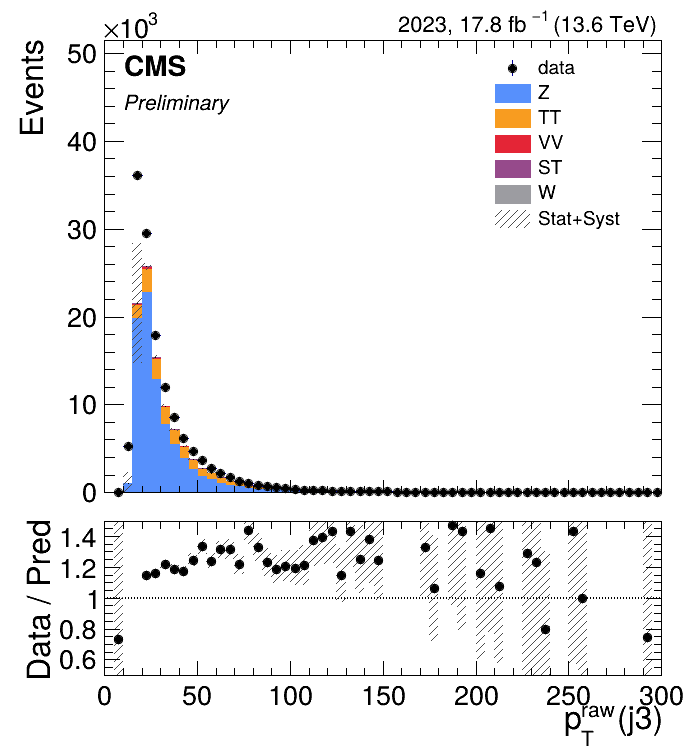 ×10³
2023, 17.8 fb⁻¹ (13.6 TeV)
CMS
Preliminary
Events
50
40
30
20
10
0
data
Z
TT
VV
ST
W
Stat+Syst
Data / Pred
1.4
1.2
1
0.8
0.6
0 50 100 150 200 250 300
p_T^raw(j3)